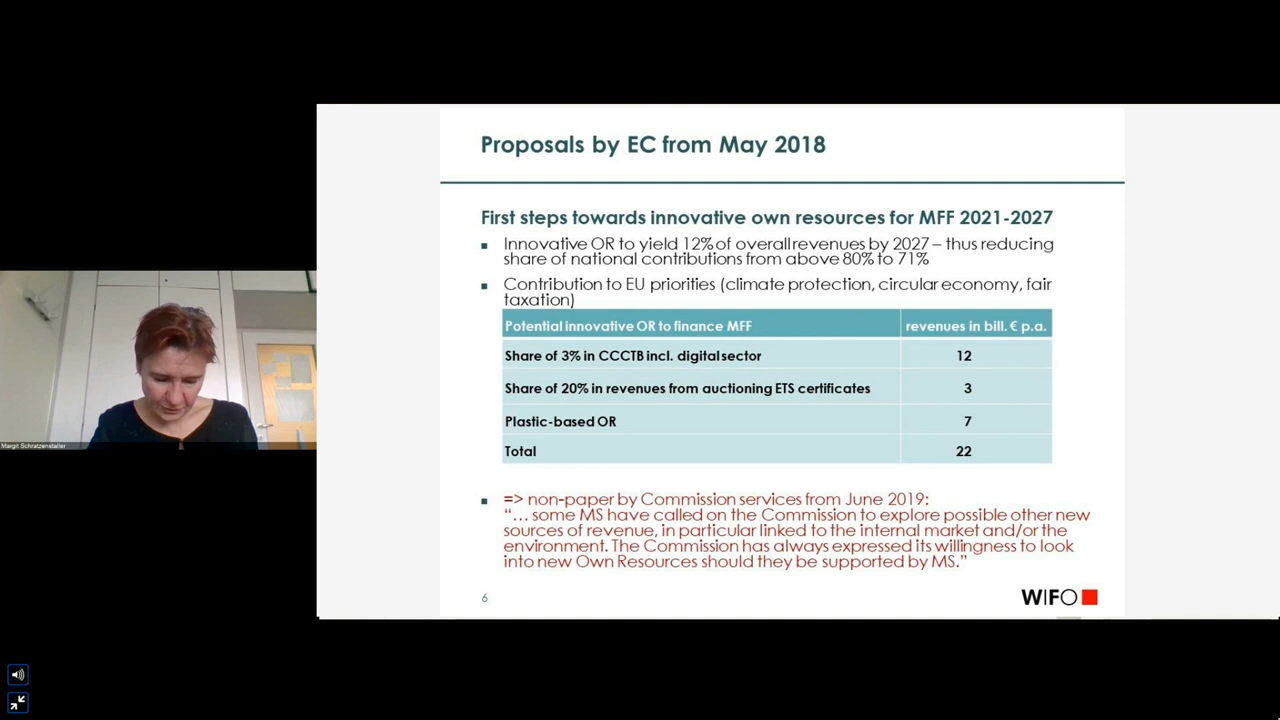 Proposals by EC from May 2018
First steps towards innovative own resources for MFF 2021-2027
Innovative OR to yield 12% of overall revenues by 2027 – thus reducing
share of national contributions from above 80% to 71%
Contribution to EU priorities (climate protection, circular economy, fair
taxation)
Potential innovative OR to finance MFF revenues in bill. € p.a.
Share of 3% in CCCTB incl. digital sector 12
Share of 20% in revenues from auctioning ETS certificates 3
Plastic-based OR 7
Total 22
=> non-paper by Commission services from June 2019:
“… some MS have called on the Commission to explore possible other new
sources of revenue, in particular linked to the internal market and/or the
environment. The Commission has always expressed its willingness to look
into new Own Resources should they be supported by MS.”
6
WIFO
Margit Schratzenstaller